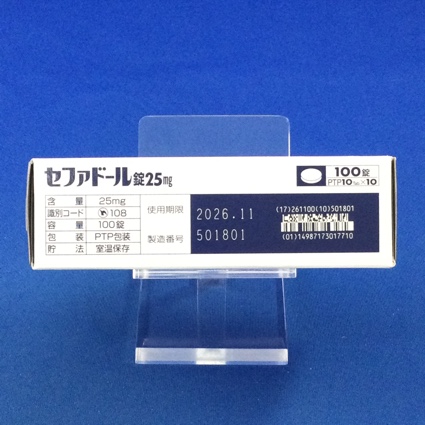 セファドール錠25mg
100錠
PTP10錠×10
含量 25mg
識別コード 108
容量 100錠
包装 PTP包装
貯法 室温保存
使用期限 2026.11
製造番号 501801
(17)261100(10)501801
(01)14987173017710